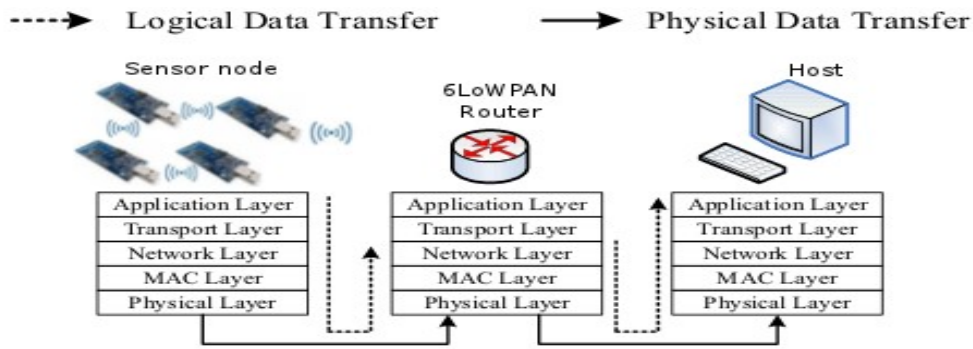 Logical Data Transfer
Physical Data Transfer
Sensor node
6LoWPAN
Router
Host
Application Layer
Transport Layer
Network Layer
MAC Layer
Physical Layer
Application Layer
Transport Layer
Network Layer
MAC Layer
Physical Layer
Application Layer
Transport Layer
Network Layer
MAC Layer
Physical Layer